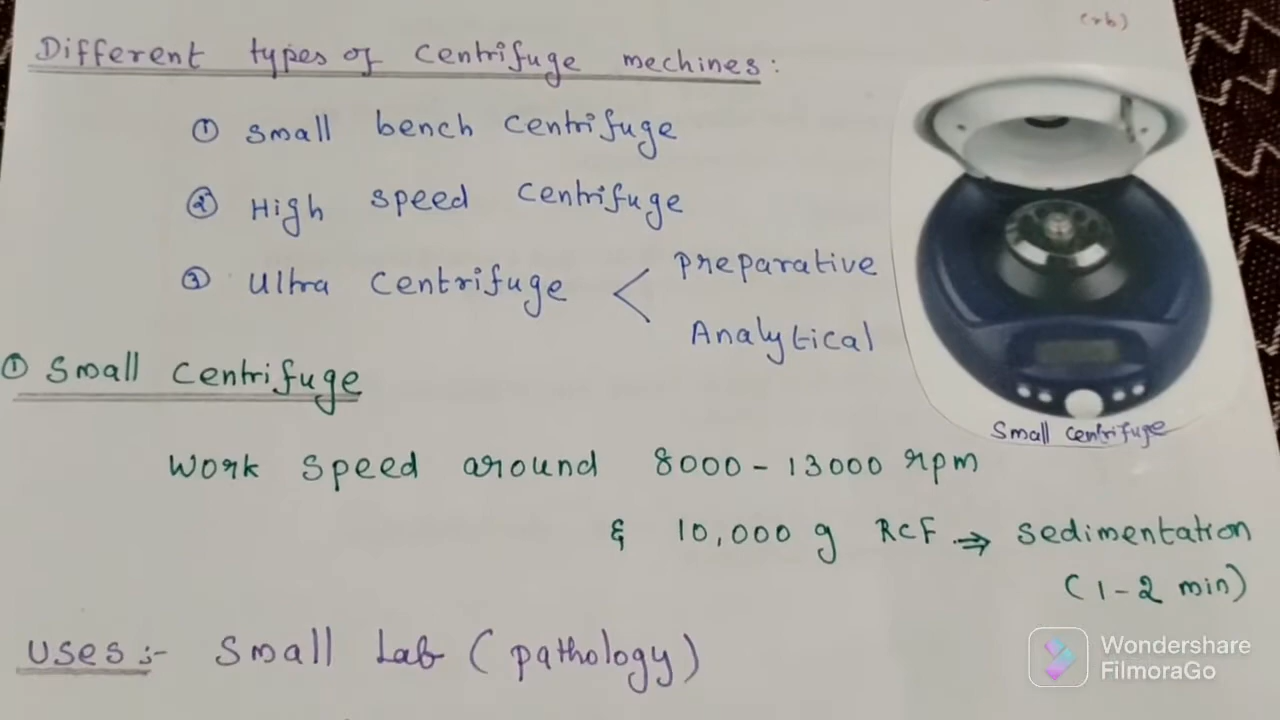 (rb)
Different types of centrifuge mechines:
① Small bench centrifuge
② High speed centrifuge
③ Ultra centrifuge < Preparative
Analytical
① Small centrifuge
Small centrifuge
Work speed around 8000 - 13000 rpm
& 10,000 g RCF ⇒ sedimentation
(1-2 min)
Uses:- Small Lab (pathology)
Wondershare
FilmoraGo